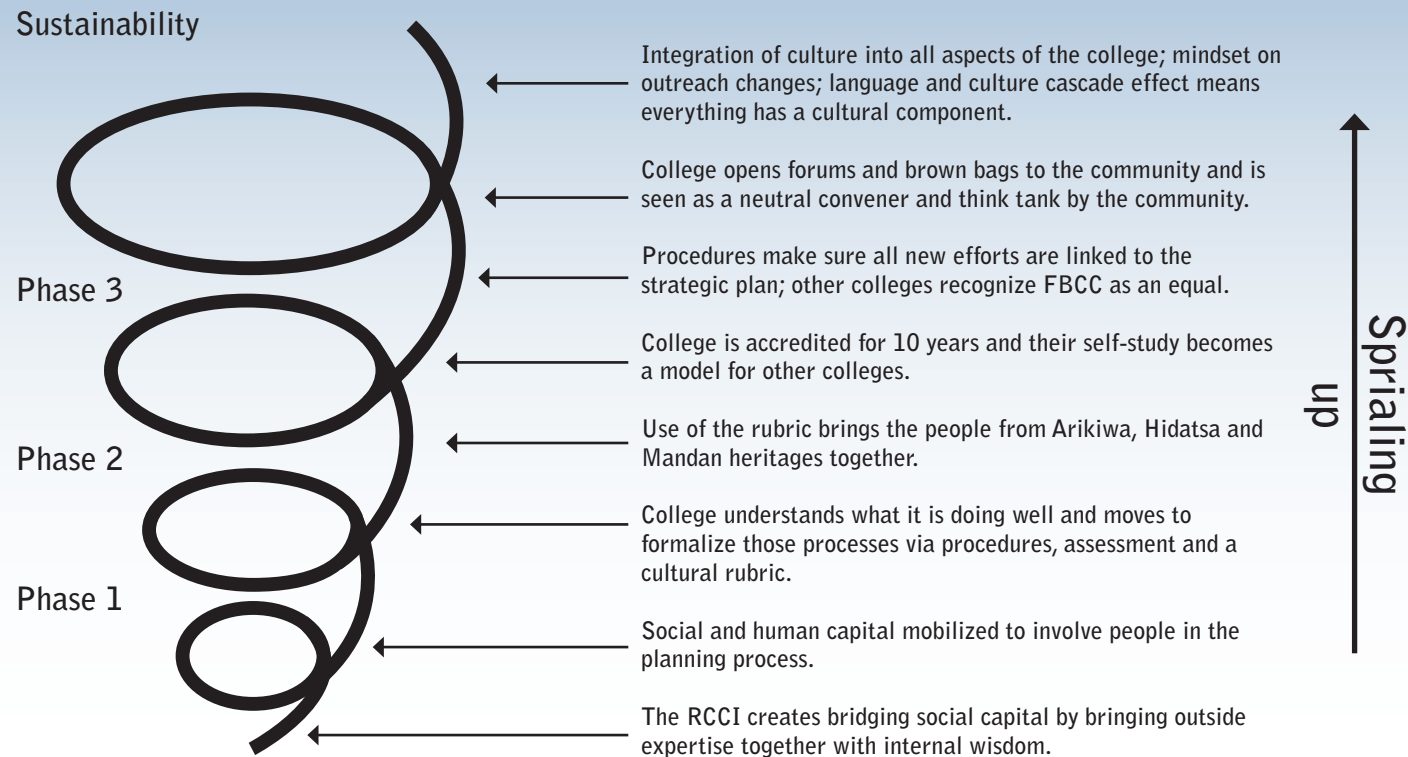 Sustainability
Integration of culture into all aspects of the college; mindset on
outreach changes; language and culture cascade effect means
everything has a cultural component.
College opens forums and brown bags to the community and is
seen as a neutral convener and think tank by the community.
Phase 3
Procedures make sure all new efforts are linked to the
strategic plan; other colleges recognize FBCC as an equal.
College is accredited for 10 years and their self-study becomes
a model for other colleges.
Phase 2
Use of the rubric brings the people from Arikiwa, Hidatsa and
Mandan heritages together.
College understands what it is doing well and moves to
formalize those processes via procedures, assessment and a
cultural rubric.
Phase 1
Social and human capital mobilized to involve people in the
planning process.
The RCCI creates bridging social capital by bringing outside
expertise together with internal wisdom.
Sprialing
up